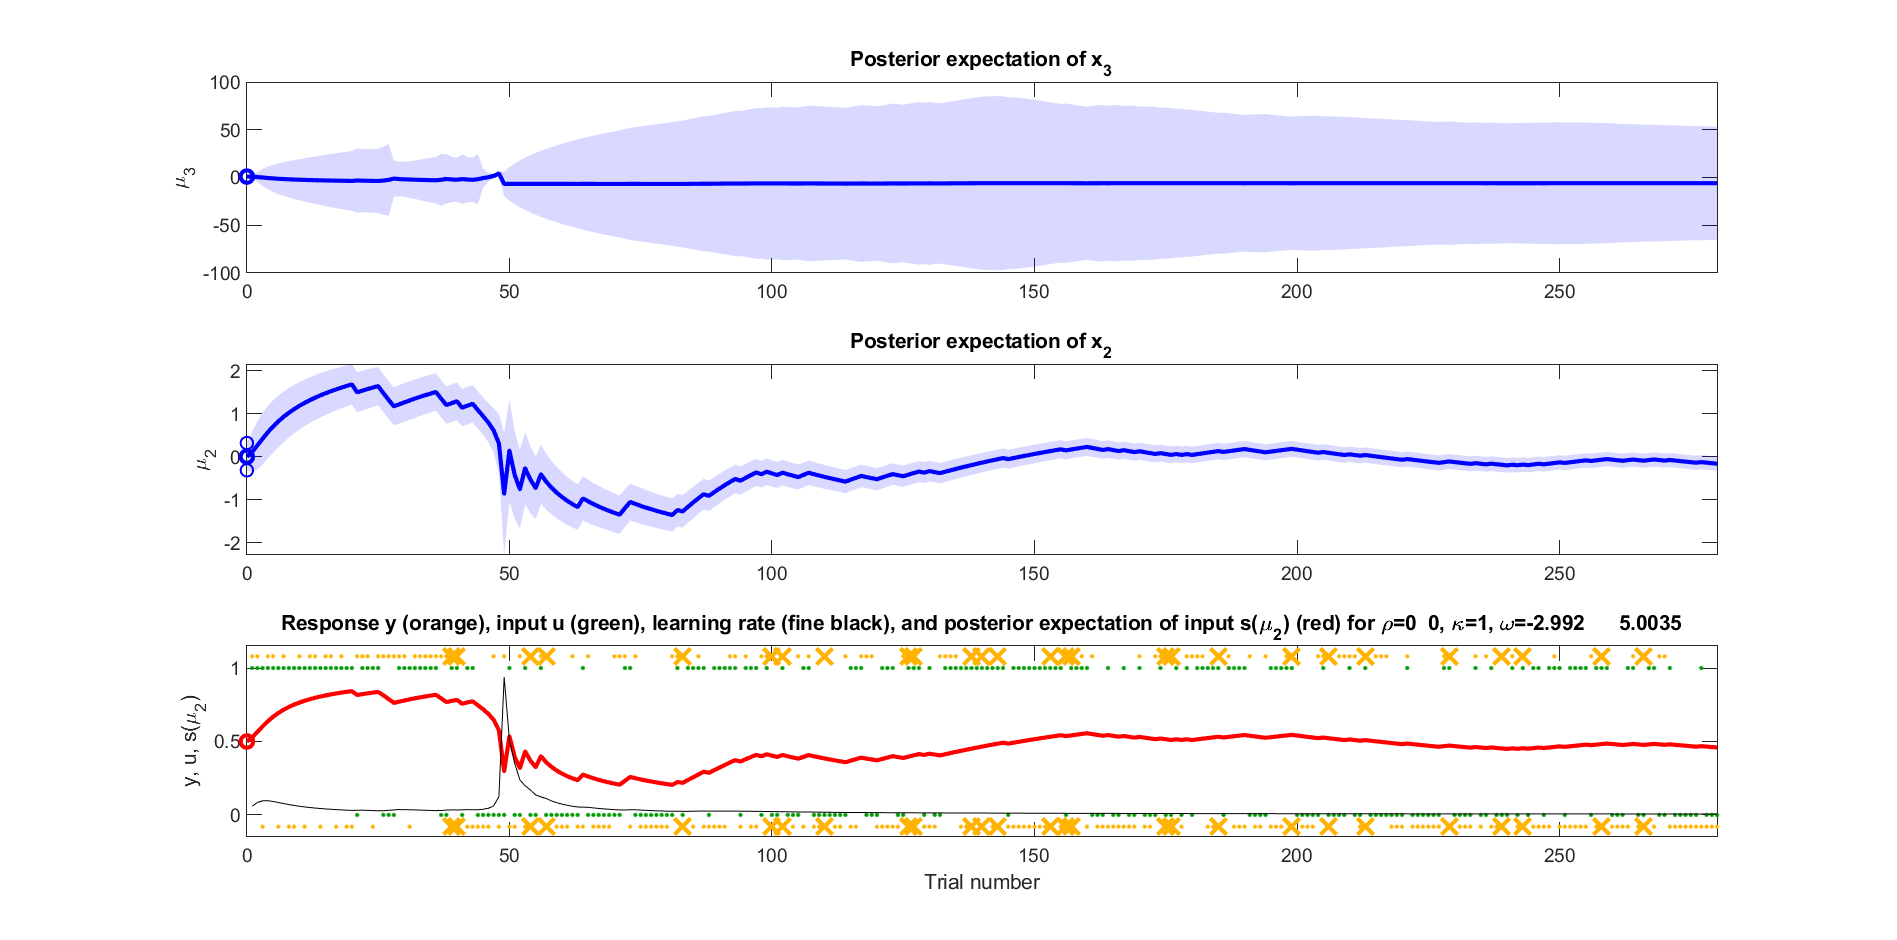 Posterior expectation of x3
100
50
0
-50
-100
μ3
0 50 100 150 200 250
Posterior expectation of x2
2
1
0
-1
-2
μ2
0 50 100 150 200 250
Response y (orange), input u (green), learning rate (fine black), and posterior expectation of input s(μ2) (red) for ρ=0 0, κ=1, ω=-2.992 5.0035
1
0.5
0
y, u, s(μ2)
0 50 100 150 200 250
Trial number